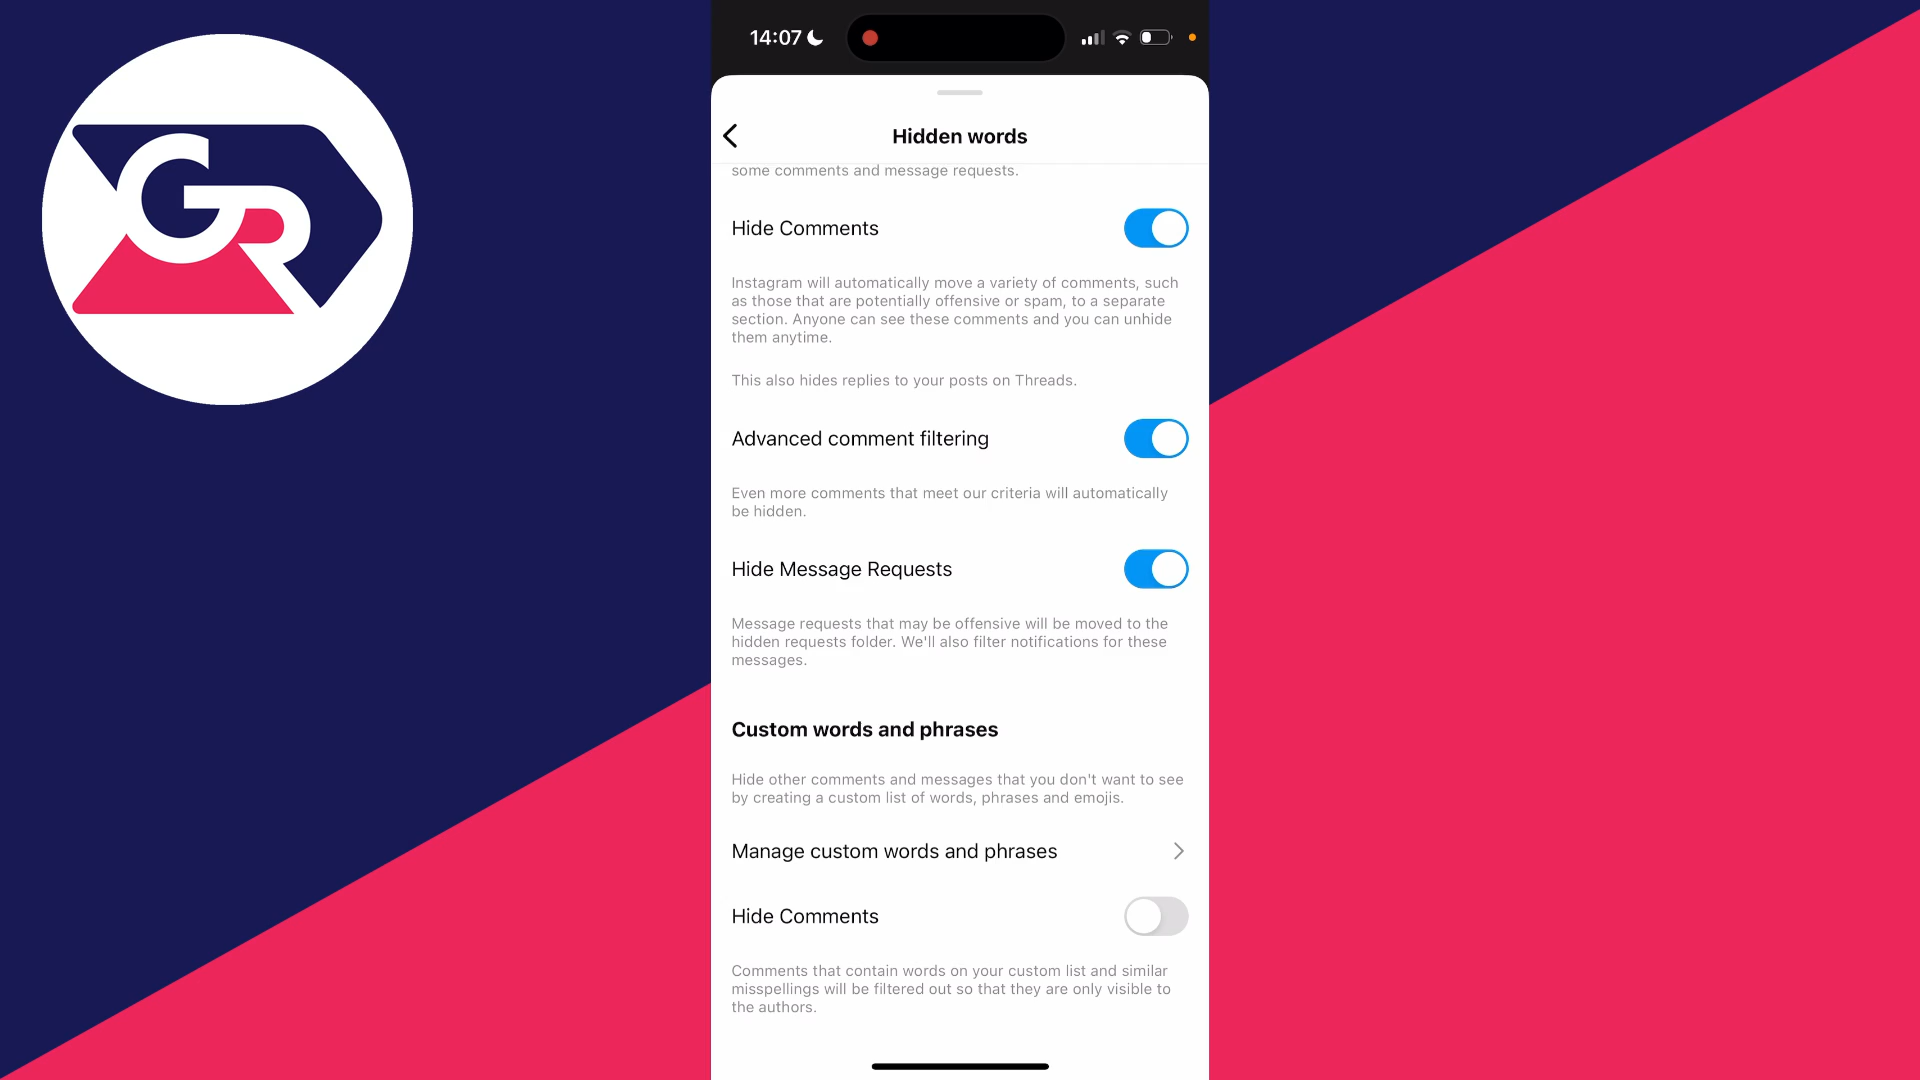 GR
14:07
Hidden words
some comments and message requests.
Hide Comments
Instagram will automatically move a variety of comments, such
as those that are potentially offensive or spam, to a separate
section. Anyone can see these comments and you can unhide
them anytime.
This also hides replies to your posts on Threads.
Advanced comment filtering
Even more comments that meet our criteria will automatically
be hidden.
Hide Message Requests
Message requests that may be offensive will be moved to the
hidden requests folder. We'll also filter notifications for these
messages.
Custom words and phrases
Hide other comments and messages that you don't want to see
by creating a custom list of words, phrases and emojis.
Manage custom words and phrases
Hide Comments
Comments that contain words on your custom list and similar
misspellings will be filtered out so that they are only visible to
the authors.